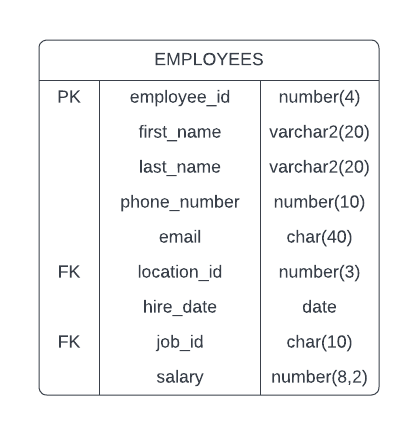 EMPLOYEES
PK employee_id number(4)
first_name varchar2(20)
last_name varchar2(20)
phone_number number(10)
email char(40)
FK location_id number(3)
hire_date date
FK job_id char(10)
salary number(8,2)